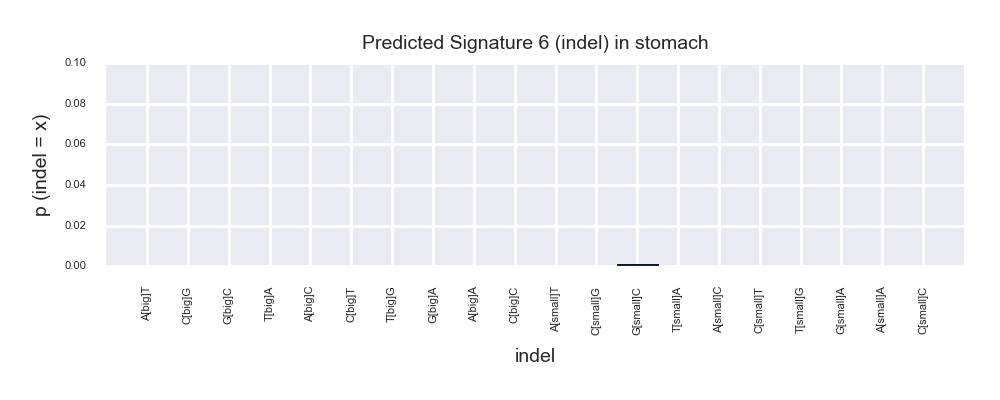 Predicted Signature 6 (indel) in stomach
p (indel = x)
0.10
0.08
0.06
0.04
0.02
0.00
A[big]T
C[big]G
G[big]C
T[big]A
A[big]C
C[big]T
T[big]G
G[big]A
A[big]A
C[big]C
A[small]T
C[small]G
G[small]C
T[small]A
A[small]C
C[small]T
T[small]G
G[small]A
A[small]A
C[small]C
indel